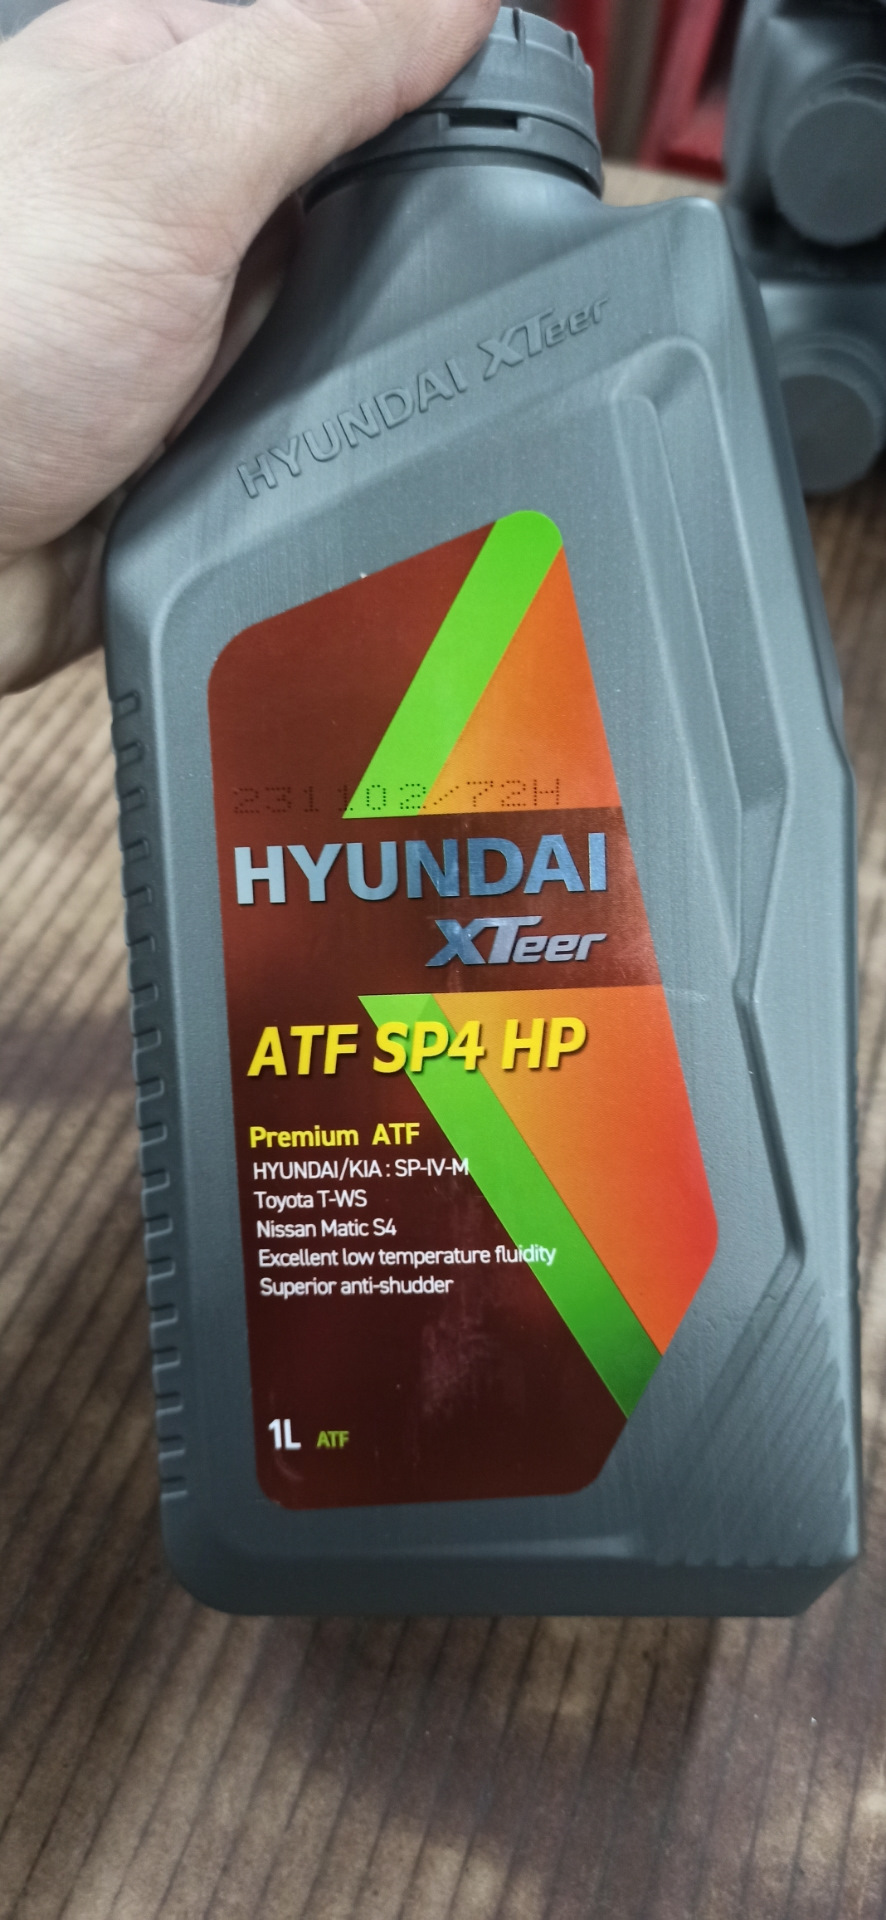 HYUNDAI XTeer
231102/72H
HYUNDAI
XTeer
ATF SP4 HP
Premium ATF
HYUNDAI/KIA : SP-IV-M
Toyota T-WS
Nissan Matic S4
Excellent low temperature fluidity
Superior anti-shudder
1L ATF